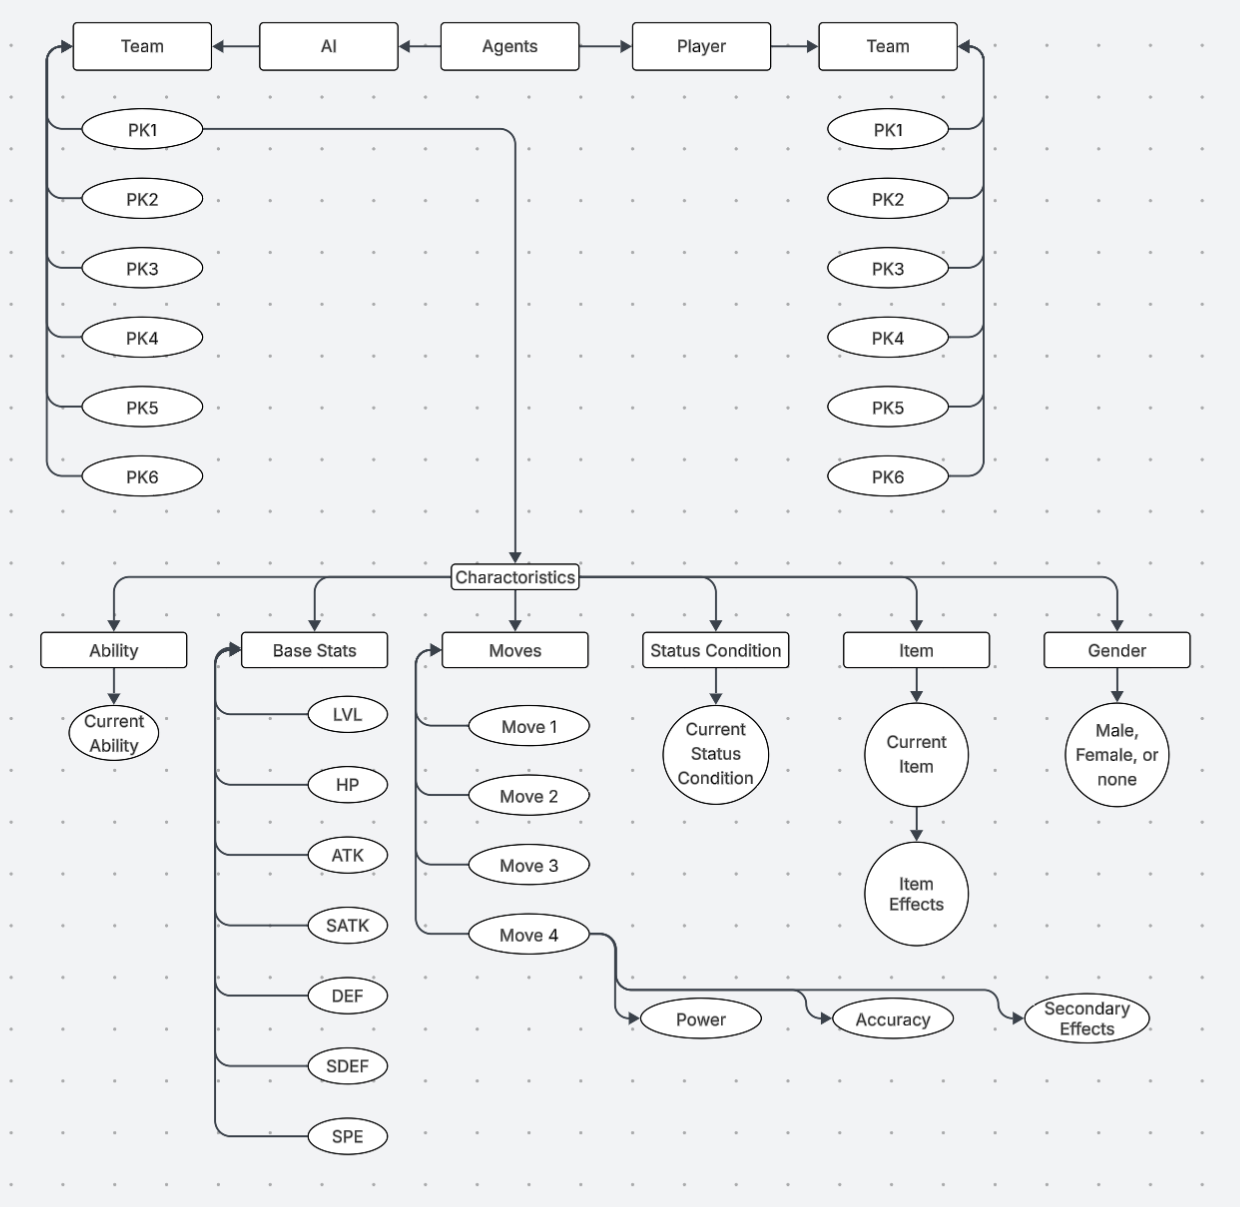 Team
AI
Agents
Player
Team
PK1
PK1
PK2
PK2
PK3
PK3
PK4
PK4
PK5
PK5
PK6
PK6
Charactoristics
Ability
Base Stats
Moves
Status Condition
Item
Gender
Current
Ability
LVL
HP
ATK
SATK
DEF
SDEF
SPE
Move 1
Move 2
Move 3
Move 4
Power
Accuracy
Secondary
Effects
Current
Status
Condition
Current
Item
Item
Effects
Male,
Female, or
none